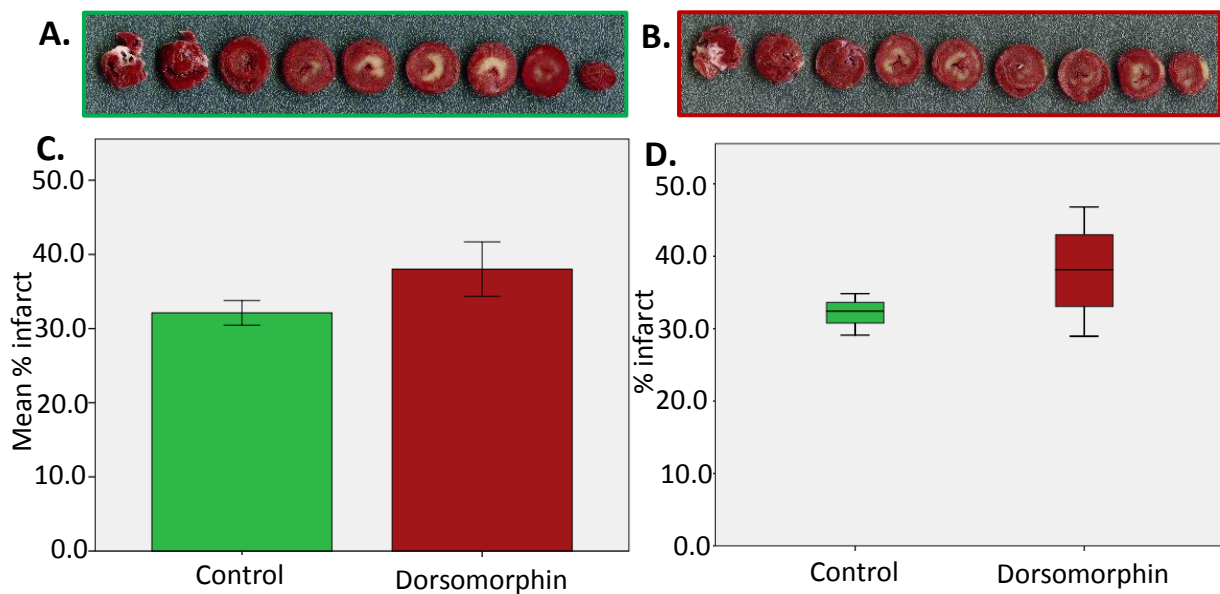 A.
B.
C.
50.0
40.0
30.0
20.0
10.0
0.0
Mean % infarct
Control
Dorsomorphin
D.
50.0
40.0
30.0
20.0
10.0
0.0
% infarct
Control
Dorsomorphin